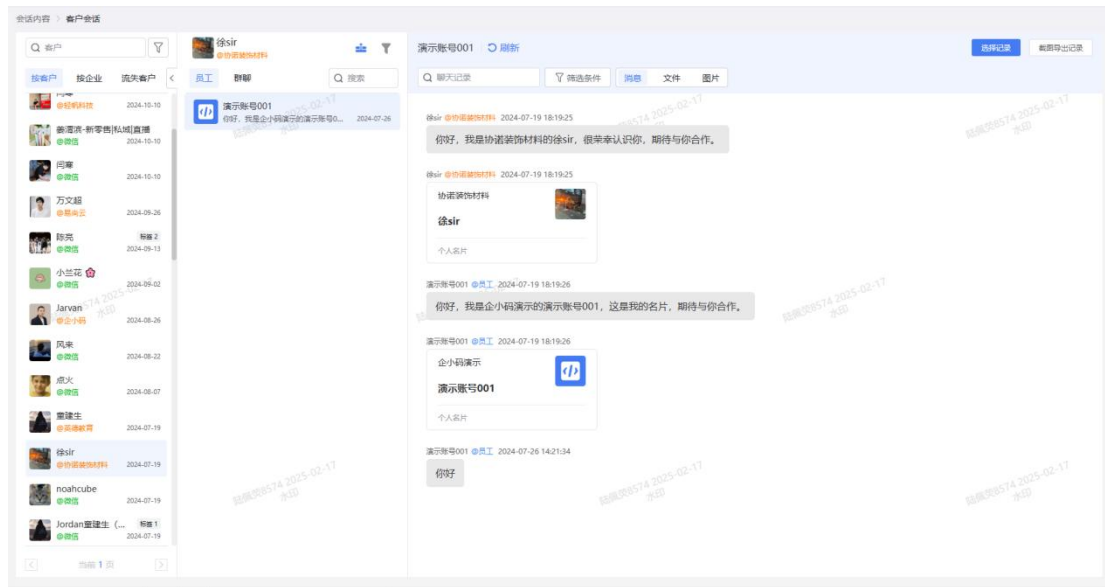 会话内容 > 客户会话
客户
按客户 按企业 流失客户
@轻帆科技 2024-10-10
@微信 2024-10-10
闫寒
@微信 2024-10-10
万文超
2024-09-26
陈亮 标签 2
@微信 2024-09-13
小兰花
@微信 2024-09-02
Jarvan
@企小码 2024-08-26
风来
@微信 2024-08-22
点火
@微信 2024-08-07
童建生
@英德教育 2024-07-19
徐sir
@协诺装饰材料 2024-07-19
noahcube
@微信 2024-07-19
Jordan童建生 (... 标签 1
@微信 2024-07-19
当前 1 页
徐sir
@协诺装饰材料
员工 群聊 搜索
演示账号001
你好，我是企小码演示的演示账号0... 2024-07-26
演示账号001 刷新
选择记录 截图导出记录
聊天记录 筛选条件 消息 文件 图片
徐sir @协诺装饰材料 2024-07-19 18:19:25
你好，我是协诺装饰材料的徐sir，很荣幸认识你，期待与你合作。
徐sir @协诺装饰材料 2024-07-19 18:19:25
协诺装饰材料
徐sir
个人名片
演示账号001 @员工 2024-07-19 18:19:26
你好，我是企小码演示的演示账号001，这是我的名片，期待与你合作。
演示账号001 @员工 2024-07-19 18:19:26
企小码演示
演示账号001
个人名片
演示账号001 @员工 2024-07-26 14:21:34
你好